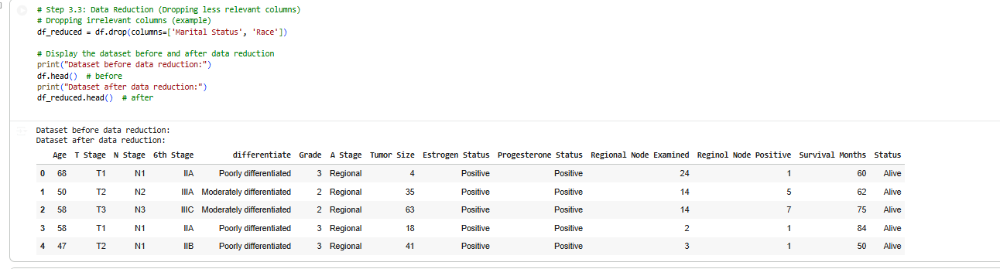 # Step 3.3: Data Reduction (Dropping less relevant columns)
# Dropping irrelevant columns (example)
df_reduced = df.drop(columns=['Marital Status', 'Race'])
# Display the dataset before and after data reduction
print("Dataset before data reduction:")
df.head()  # before
print("Dataset after data reduction:")
df_reduced.head()  # after
Dataset before data reduction:
Dataset after data reduction:
Age T Stage N Stage 6th Stage differentiate Grade A Stage Tumor Size Estrogen Status Progesterone Status Regional Node Examined Reginol Node Positive Survival Months Status
0 68 T1 N1 IIA Poorly differentiated 3 Regional 4 Positive Positive 24 1 60 Alive
1 50 T2 N2 IIIA Moderately differentiated 2 Regional 35 Positive Positive 14 5 62 Alive
2 58 T3 N3 IIIC Moderately differentiated 2 Regional 63 Positive Positive 14 7 75 Alive
3 58 T1 N1 IIA Poorly differentiated 3 Regional 18 Positive Positive 2 1 84 Alive
4 47 T2 N1 IIB Poorly differentiated 3 Regional 41 Positive Positive 3 1 50 Alive